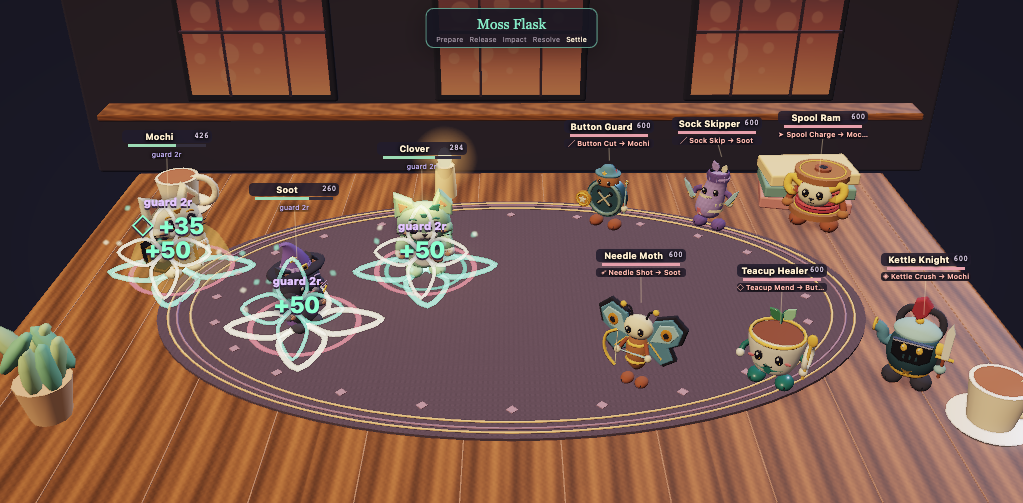 Moss Flask
Prepare Release Impact Resolve Settle
Mochi 426
guard 2r
Soot 260
guard 2r
Clover 284
guard 2r
Button Guard 600
Button Cut → Mochi
Sock Skipper 600
Sock Skip → Soot
Spool Ram 600
Spool Charge → Moc...
guard 2r
+35
+50
guard 2r
+50
guard 2r
+50
Needle Moth 600
Needle Shot → Soot
Teacup Healer 600
Teacup Mend → But...
Kettle Knight 600
Kettle Crush → Mochi